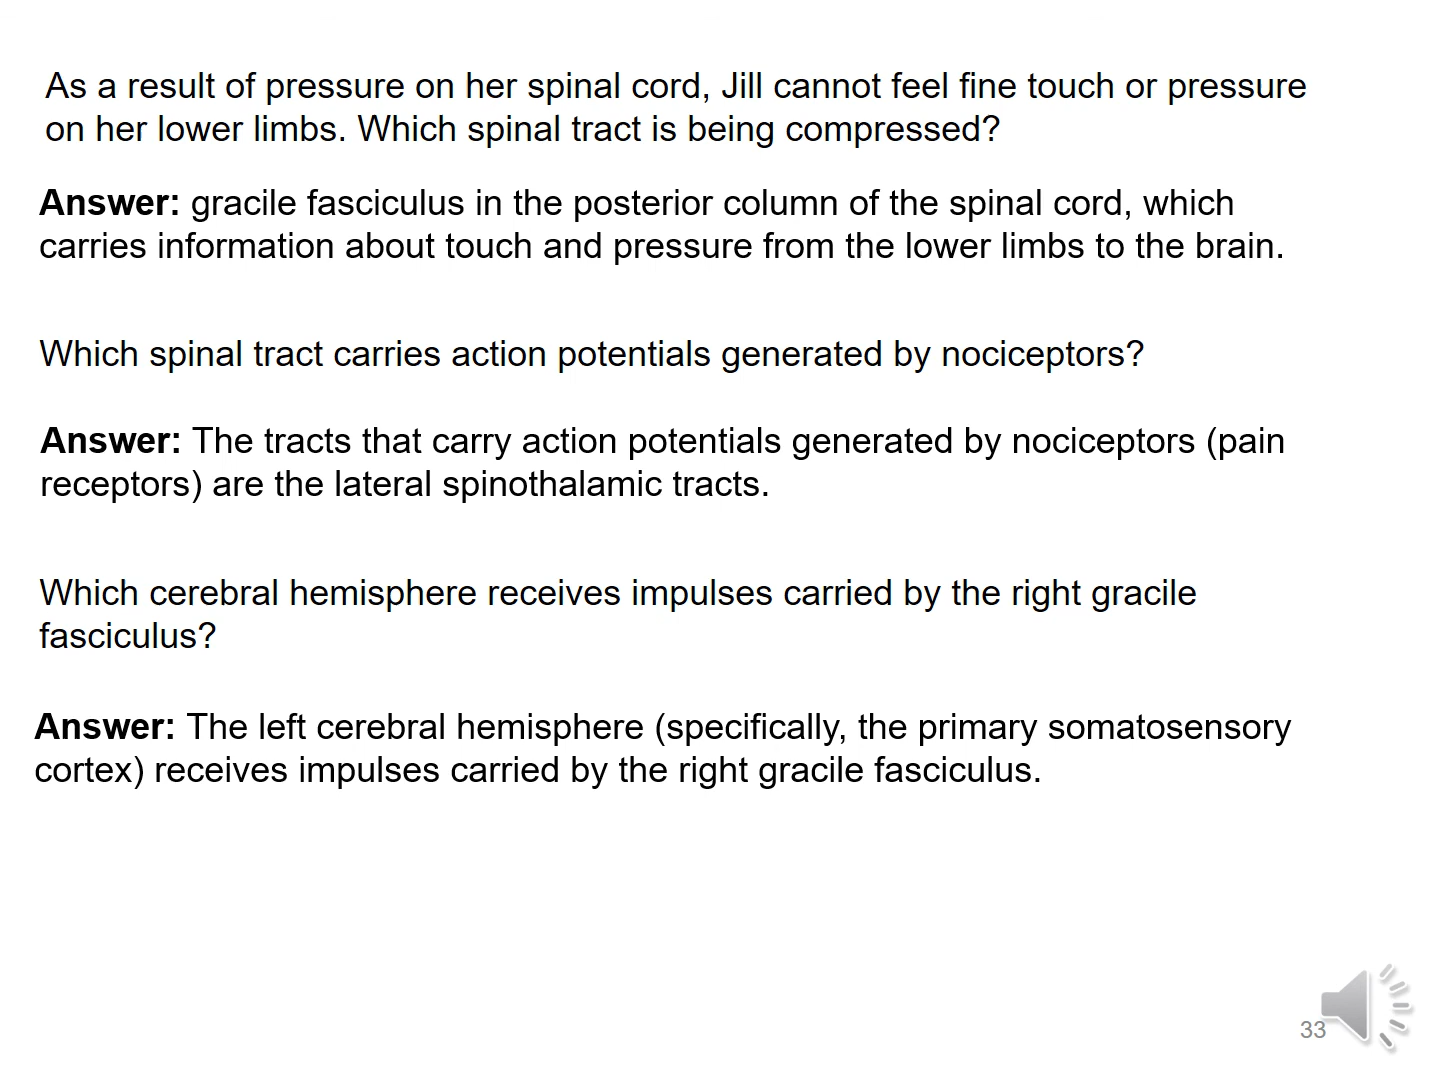 As a result of pressure on her spinal cord, Jill cannot feel fine touch or pressure
on her lower limbs. Which spinal tract is being compressed?
Answer: gracile fasciculus in the posterior column of the spinal cord, which
carries information about touch and pressure from the lower limbs to the brain.
Which spinal tract carries action potentials generated by nociceptors?
Answer: The tracts that carry action potentials generated by nociceptors (pain
receptors) are the lateral spinothalamic tracts.
Which cerebral hemisphere receives impulses carried by the right gracile
fasciculus?
Answer: The left cerebral hemisphere (specifically, the primary somatosensory
cortex) receives impulses carried by the right gracile fasciculus.
33